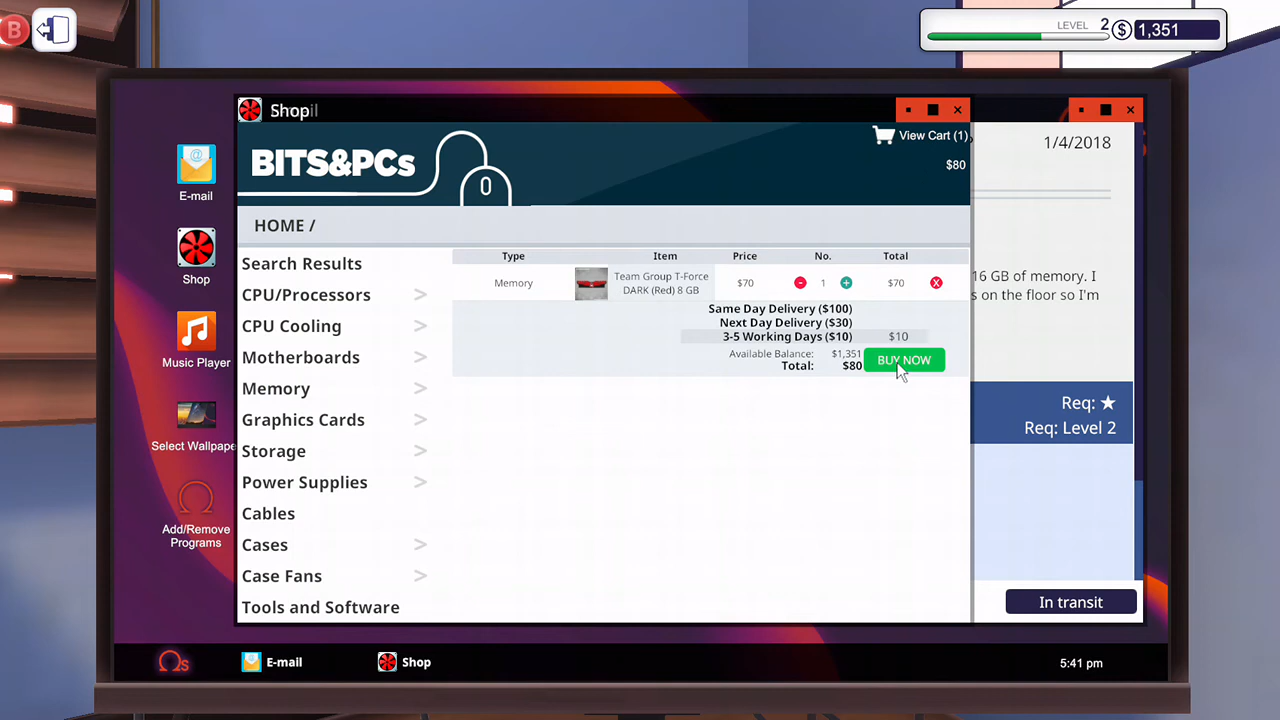 B
LEVEL 2 $ 1,351
Shop
View Cart (1)
$80
BITS&PCs
HOME /
1/4/2018
E-mail
Shop
Music Player
Select Wallpape
Add/Remove
Programs
Search Results
CPU/Processors >
CPU Cooling >
Motherboards >
Memory >
Graphics Cards >
Storage >
Power Supplies >
Cables
Cases >
Case Fans >
Tools and Software
Type Item Price No. Total
Memory Team Group T-Force DARK (Red) 8 GB $70 - 1 + $70 X
Same Day Delivery ($100)
Next Day Delivery ($30)
3-5 Working Days ($10) $10
Available Balance: $1,351
Total: $80
BUY NOW
16 GB of memory. I
s on the floor so I'm
Req: ★
Req: Level 2
In transit
Ωs E-mail Shop 5:41 pm